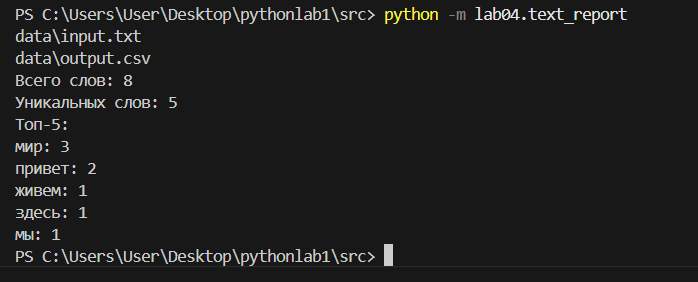 PS C:\Users\User\Desktop\pythonlab1\src> python -m lab04.text_report
data\input.txt
data\output.csv
Всего слов: 8
Уникальных слов: 5
Топ-5:
мир: 3
привет: 2
живем: 1
здесь: 1
мы: 1
PS C:\Users\User\Desktop\pythonlab1\src>